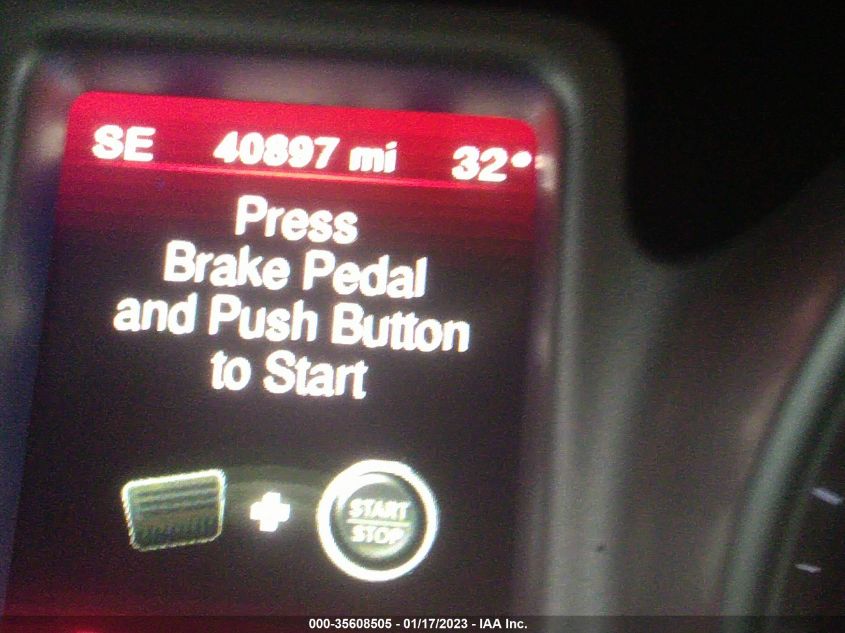 SE 40897 mi 32°
Press
Brake Pedal
and Push Button
to Start
START
STOP
000-35608505 - 01/17/2023 - IAA Inc.